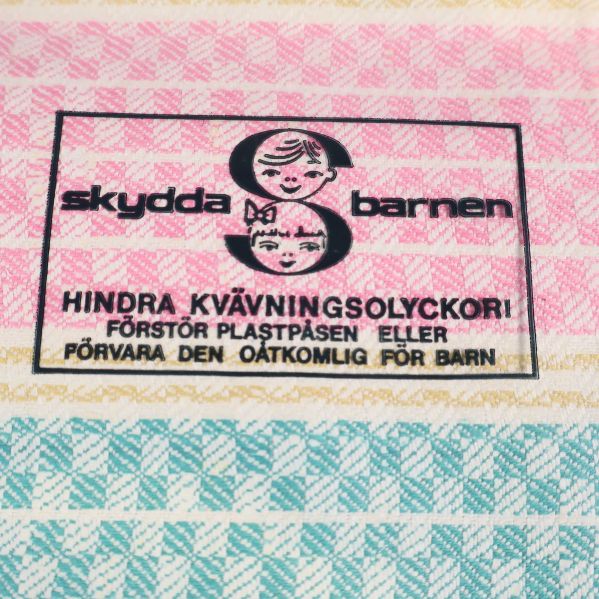 skydda barnen
HINDRA KVÄVNINGSOLYCKOR!
FÖRSTÖR PLASTPÅSEN ELLER
FÖRVARA DEN OÅTKOMLIG FÖR BARN